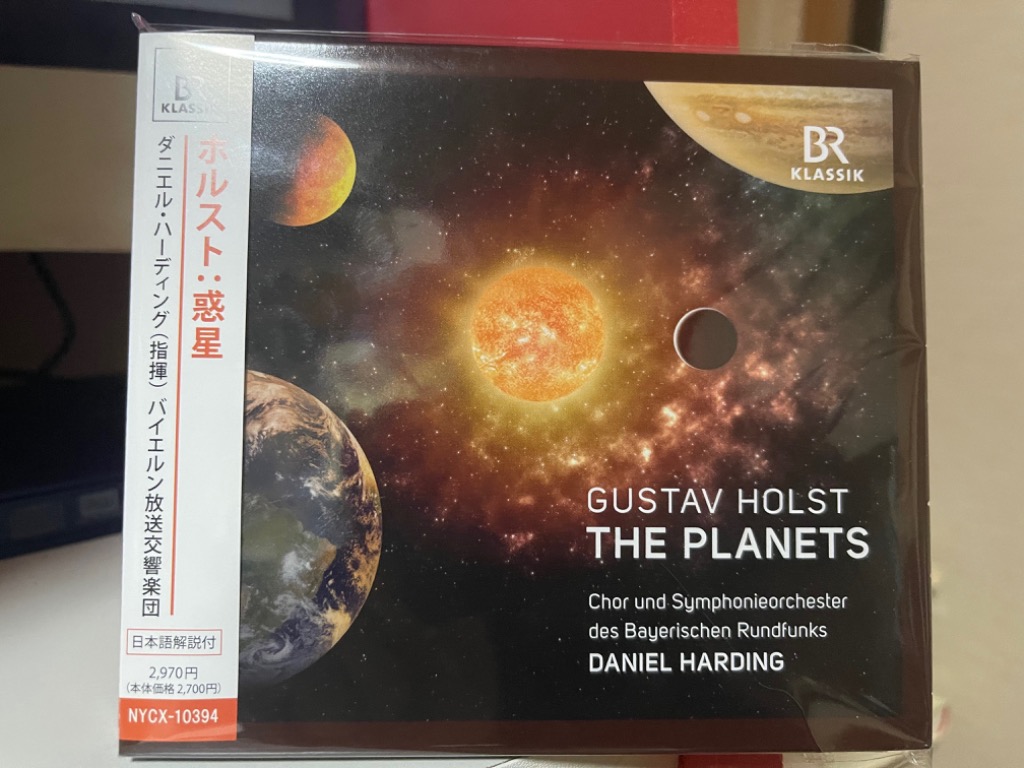 BR
KLASSIK
ホルスト:惑星
ダニエル・ハーディング(指揮) バイエルン放送交響楽団
日本語解説付
2,970円
(本体価格2,700円)
NYCX-10394
BR
KLASSIK
GUSTAV HOLST
THE PLANETS
Chor und Symphonieorchester
des Bayerischen Rundfunks
DANIEL HARDING